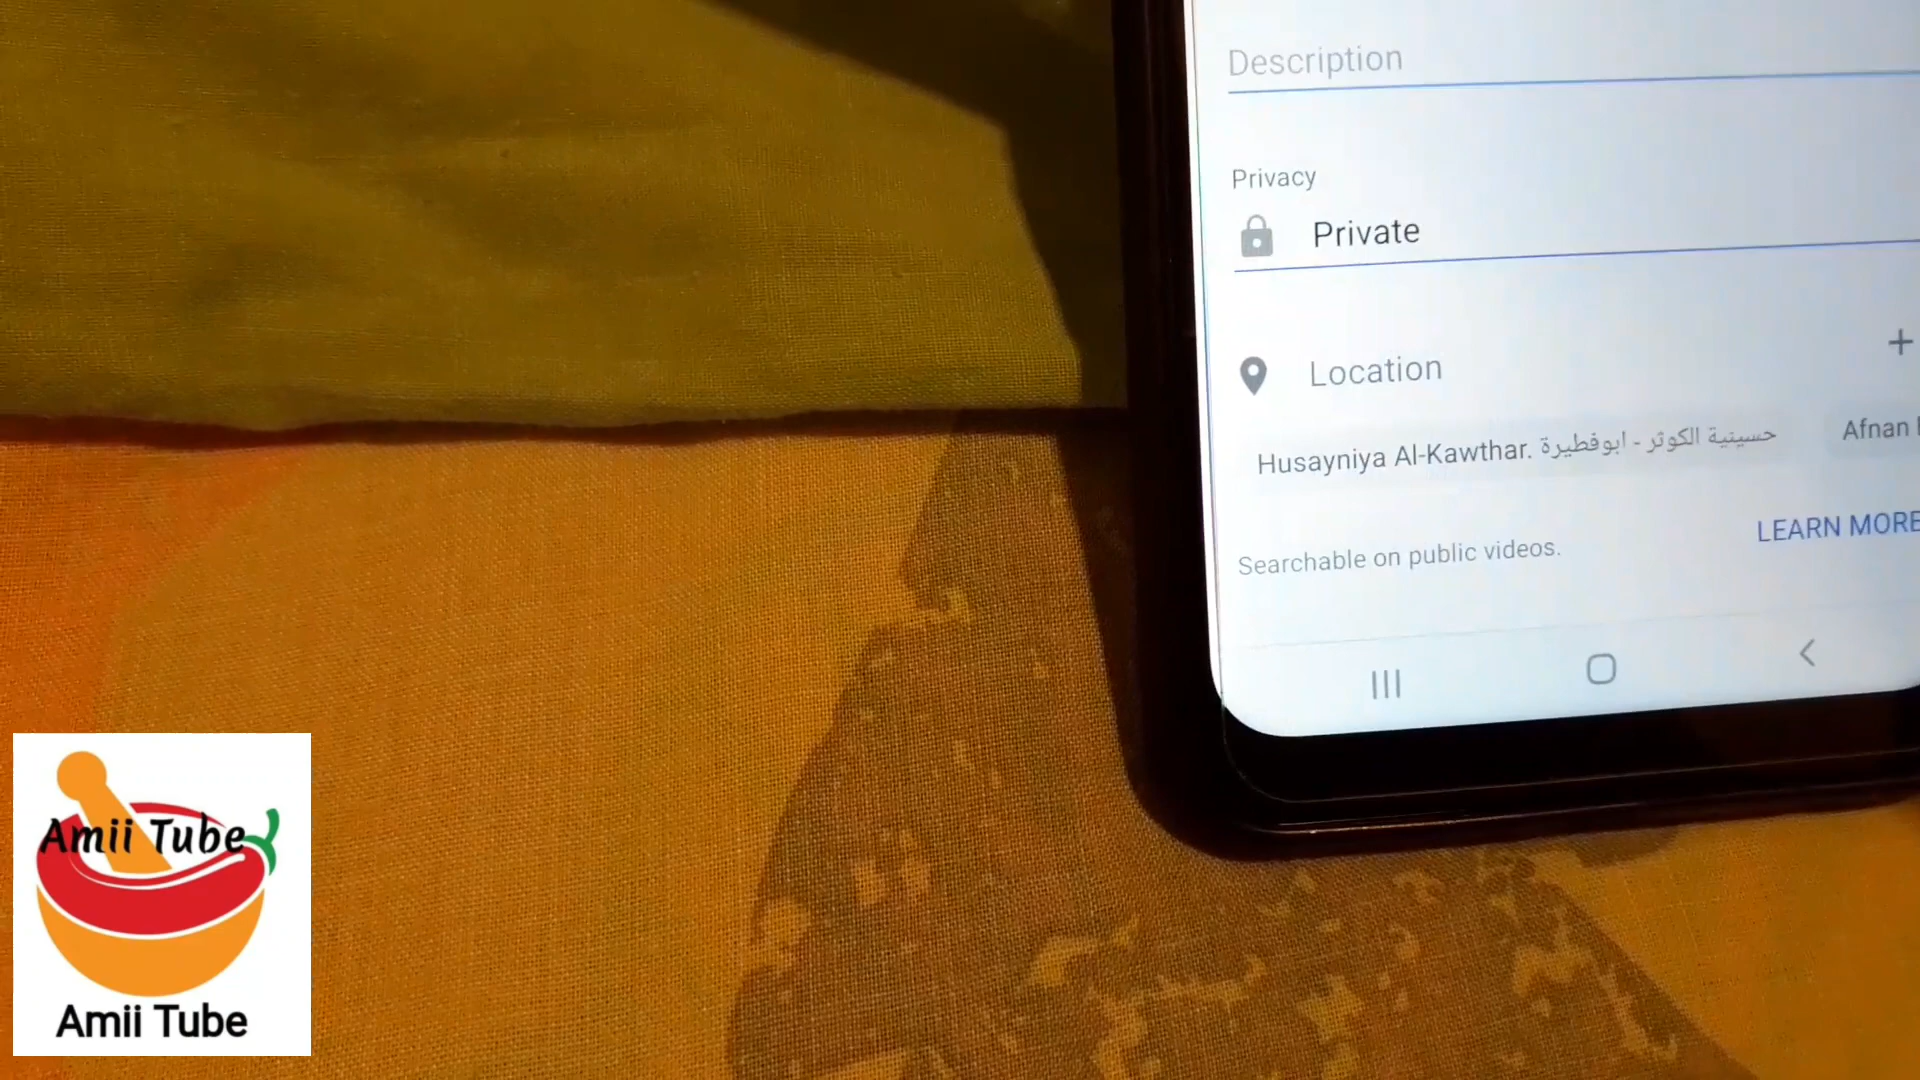 Description
Privacy
Private
Location
Husayniya Al-Kawthar. حسينية الكوثر - ابوفطيرة
Afnan
LEARN MORE
Searchable on public videos.
Amii Tube
Amii Tube